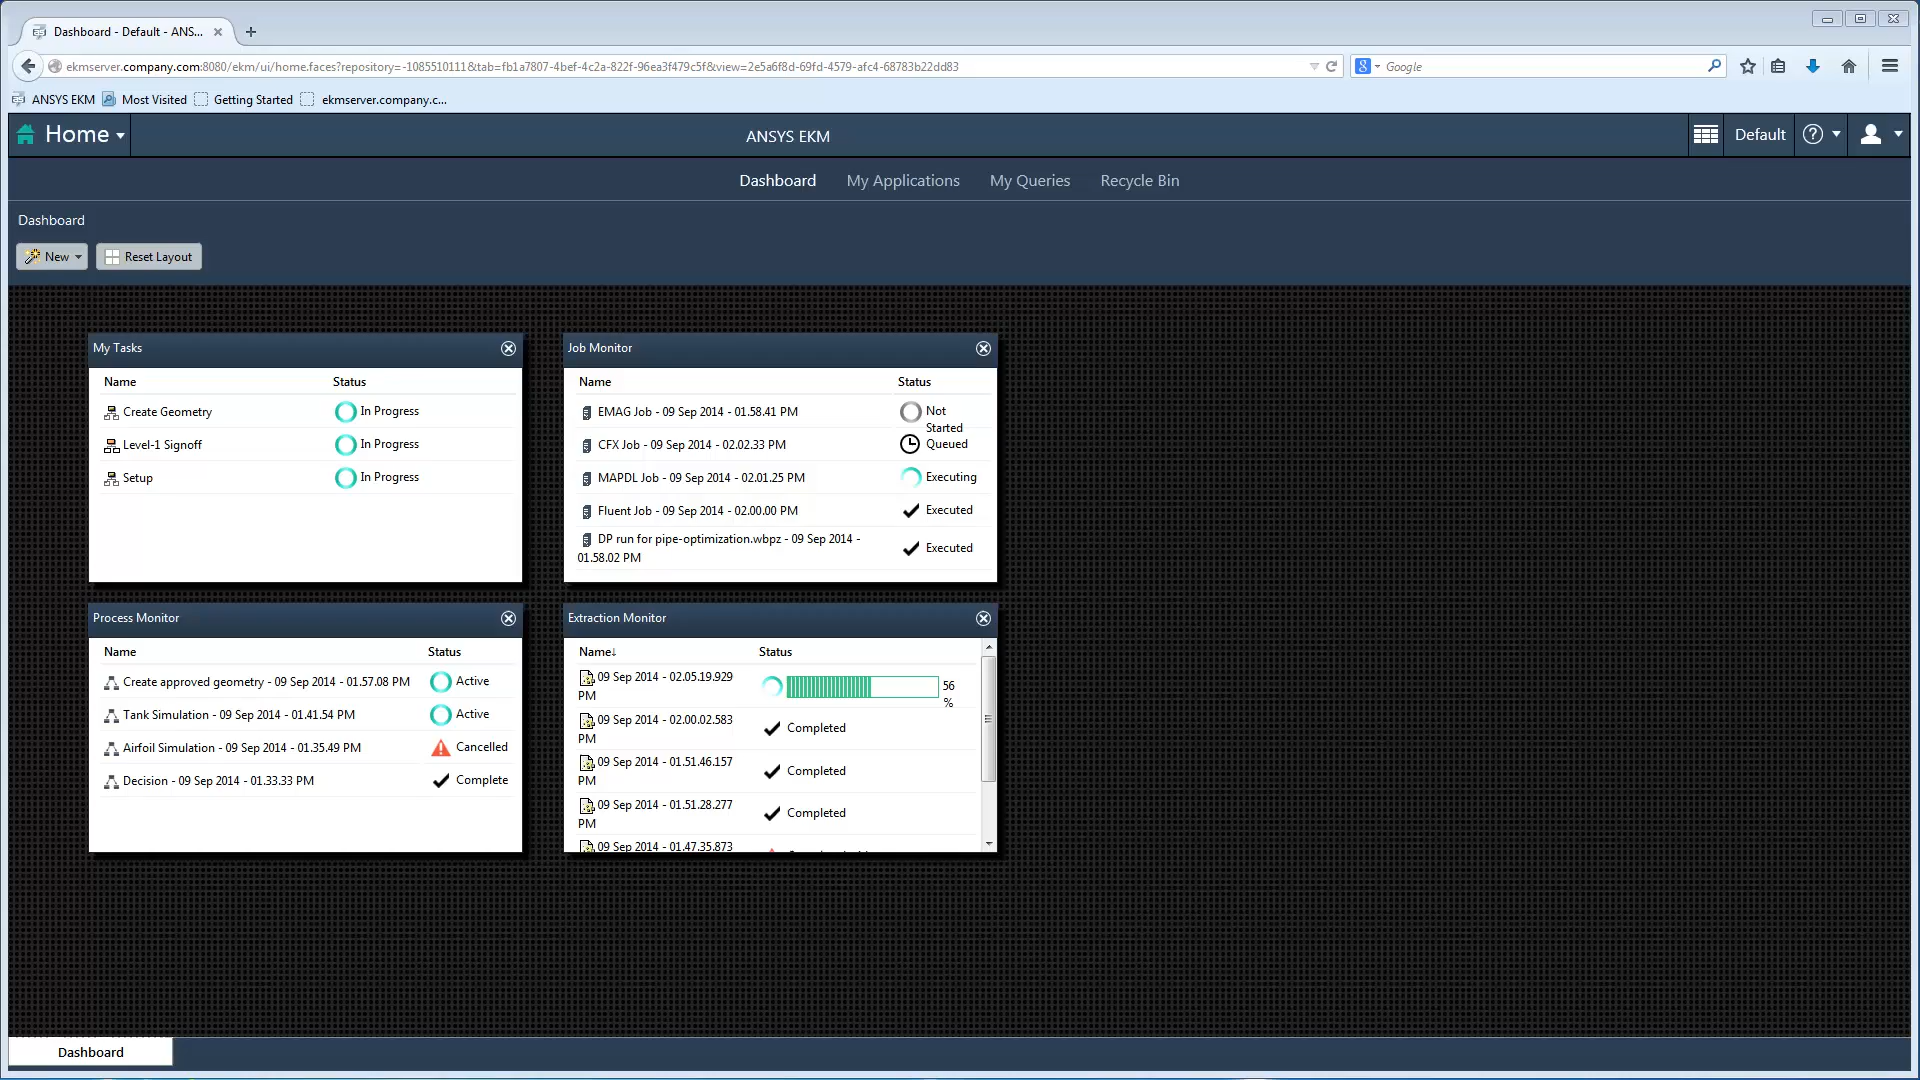 Dashboard - Default - ANS...
ekmserver.company.com:8080/ekm/ui/home.faces?repository=-1085510111&tab=fb1a7807-4bef-4c2a-822f-96ea3f479c5f&view=2e5a6f8d-69fd-4579-afc4-68783b22dd83
Google
ANSYS EKM Most Visited Getting Started ekmserver.company.c...
Home ANSYS EKM Default
Dashboard My Applications My Queries Recycle Bin
Dashboard
New Reset Layout
My Tasks
Name Status
Create Geometry In Progress
Level-1 Signoff In Progress
Setup In Progress
Job Monitor
Name Status
EMAG Job - 09 Sep 2014 - 01.58.41 PM Not
Started
CFX Job - 09 Sep 2014 - 02.02.33 PM Queued
MAPDL Job - 09 Sep 2014 - 02.01.25 PM Executing
Fluent Job - 09 Sep 2014 - 02.00.00 PM Executed
DP run for pipe-optimization.wbpz - 09 Sep 2014 -
01.58.02 PM Executed
Process Monitor
Name Status
Create approved geometry - 09 Sep 2014 - 01.57.08 PM Active
Tank Simulation - 09 Sep 2014 - 01.41.54 PM Active
Airfoil Simulation - 09 Sep 2014 - 01.35.49 PM Cancelled
Decision - 09 Sep 2014 - 01.33.33 PM Complete
Extraction Monitor
Name↓ Status
09 Sep 2014 - 02.05.19.929
PM 56
%
09 Sep 2014 - 02.00.02.583
PM Completed
09 Sep 2014 - 01.51.46.157
PM Completed
09 Sep 2014 - 01.51.28.277
PM Completed
09 Sep 2014 - 01.47.35.873
Dashboard